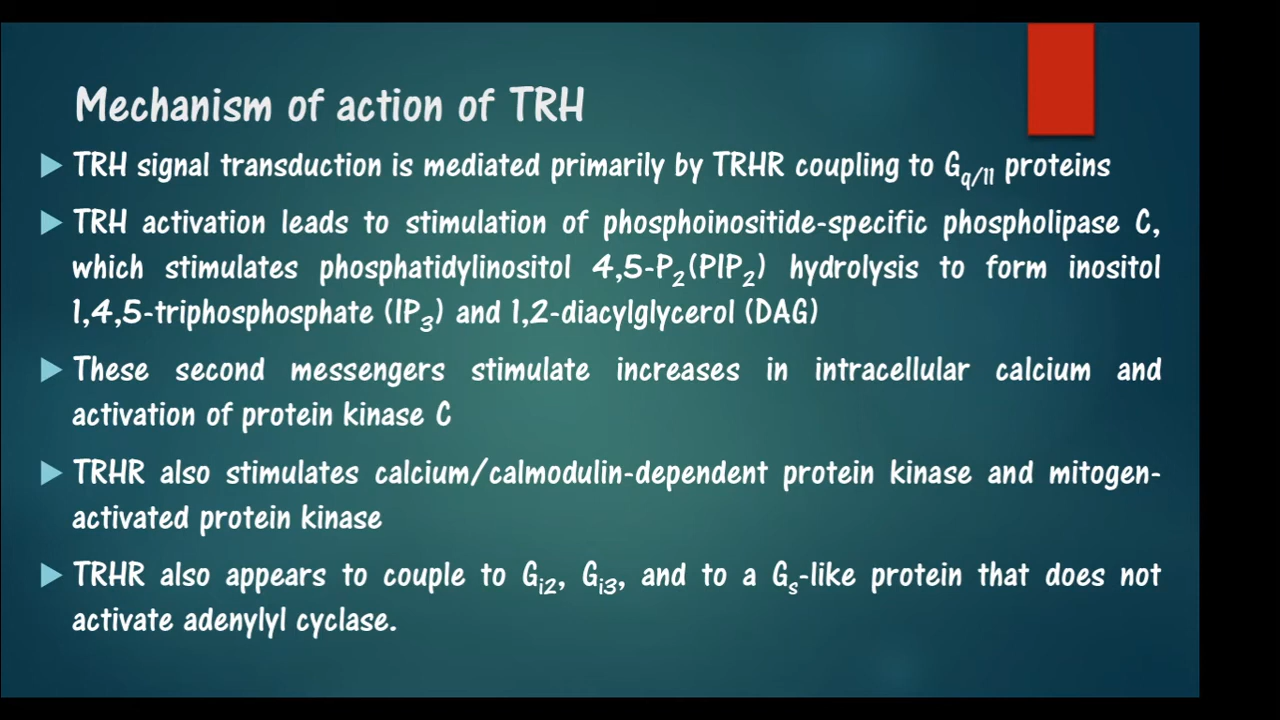 Mechanism of action of TRH
TRH signal transduction is mediated primarily by TRHR coupling to Gq/11 proteins
TRH activation leads to stimulation of phosphoinositide-specific phospholipase C,
which stimulates phosphatidylinositol 4,5-P2(PIP2) hydrolysis to form inositol
1,4,5-triphosphosphate (IP3) and 1,2-diacylglycerol (DAG)
These second messengers stimulate increases in intracellular calcium and
activation of protein kinase C
TRHR also stimulates calcium/calmodulin-dependent protein kinase and mitogen-
activated protein kinase
TRHR also appears to couple to Gi2, Gi3, and to a Gs-like protein that does not
activate adenylyl cyclase.